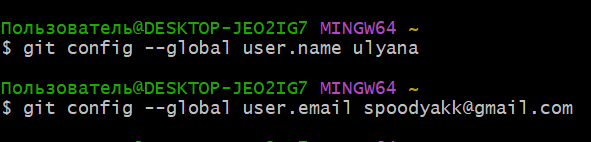 Пользователь@DESKTOP-JEO2IG7 MINGW64 ~
$ git config --global user.name ulyana
Пользователь@DESKTOP-JEO2IG7 MINGW64 ~
$ git config --global user.email spoodyakk@gmail.com